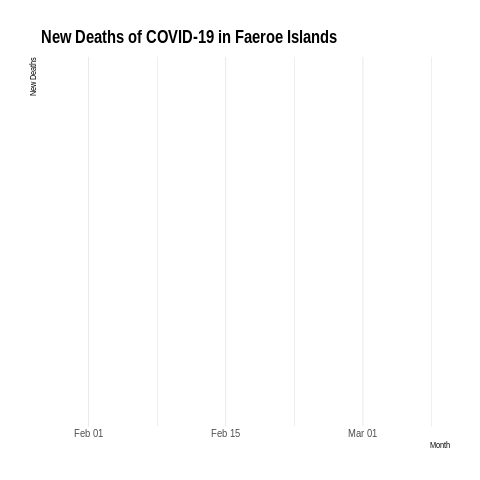 New Deaths of COVID-19 in Faeroe Islands
New Deaths
Feb 01
Feb 15
Mar 01
Month